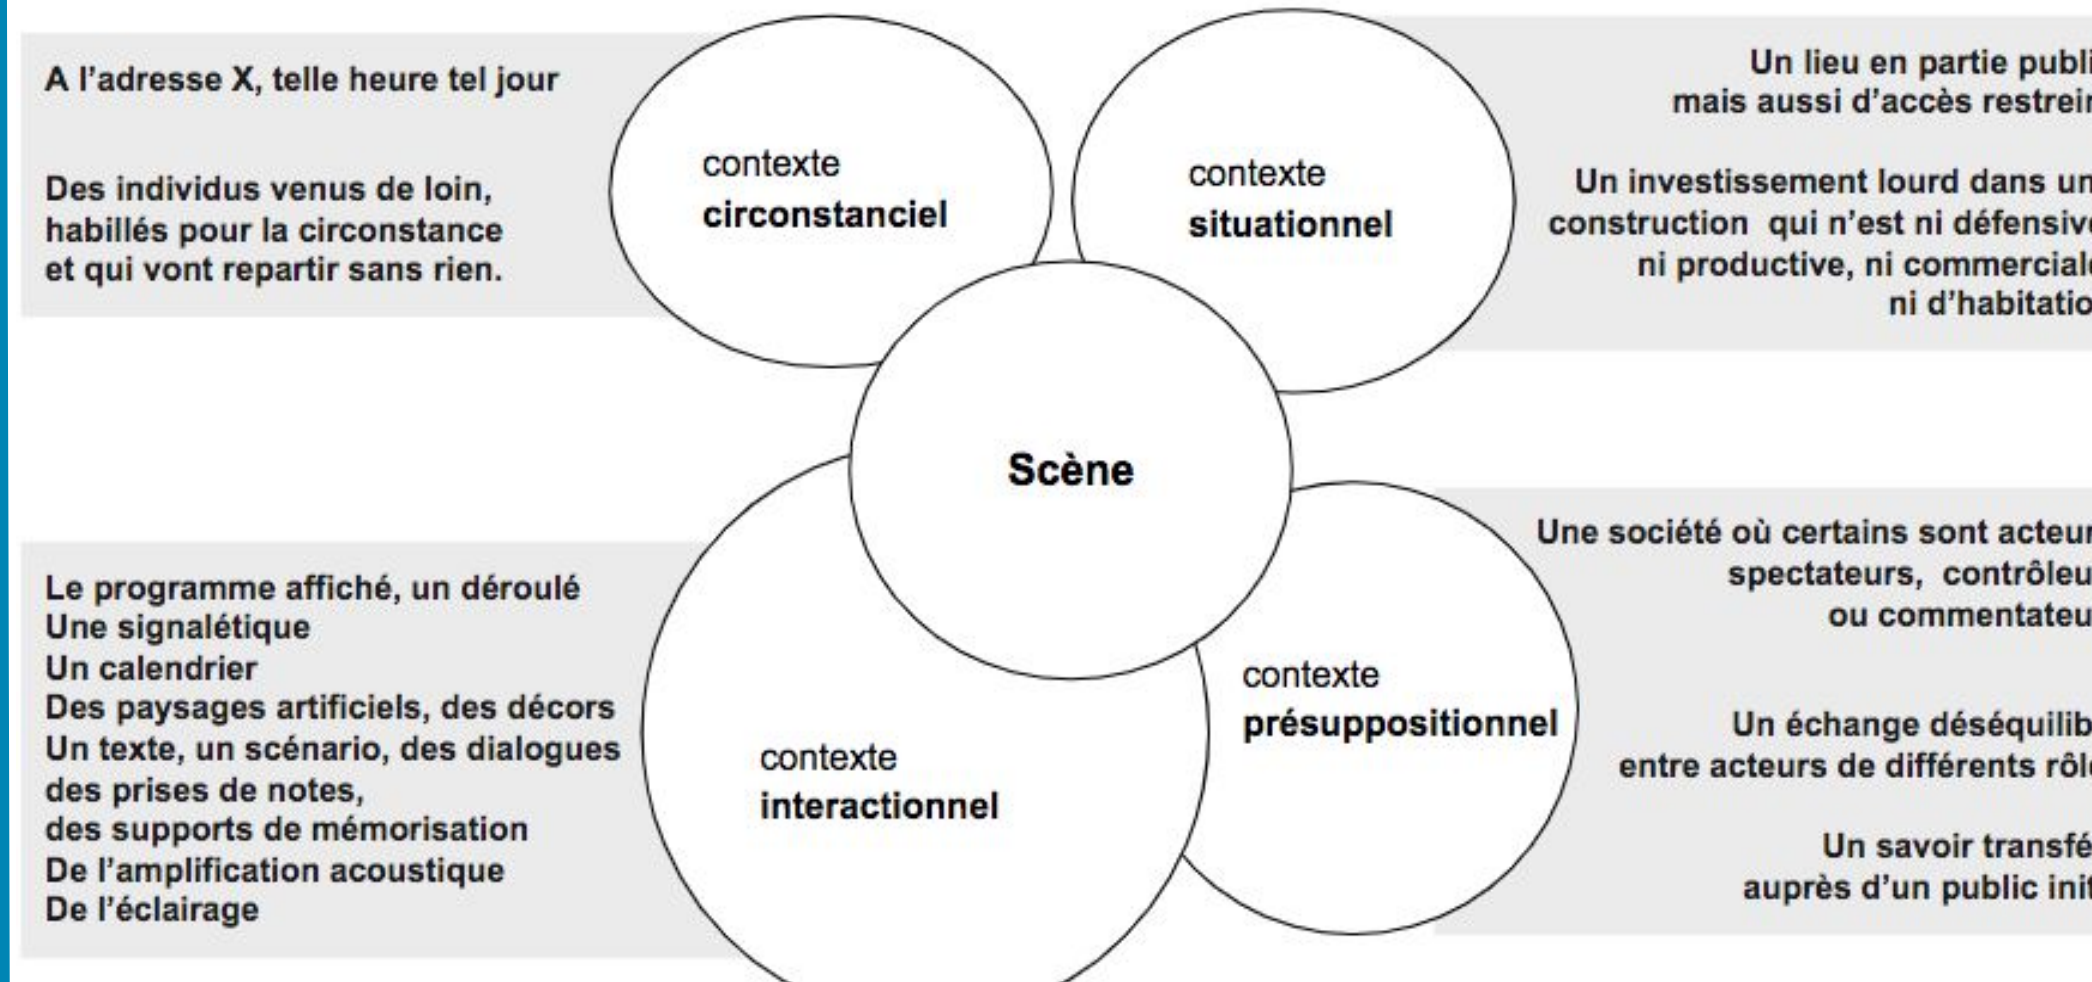 A l'adresse X, telle heure tel jour
Des individus venus de loin,
habillés pour la circonstance
et qui vont repartir sans rien.
contexte
circonstanciel
contexte
situationnel
Un lieu en partie publi
mais aussi d'accès restrein
Un investissement lourd dans un
construction qui n'est ni défensive
ni productive, ni commerciale
ni d'habitatio
Scène
Le programme affiché, un déroulé
Une signalétique
Un calendrier
Des paysages artificiels, des décors
Un texte, un scénario, des dialogues
des prises de notes,
des supports de mémorisation
De l'amplification acoustique
De l'éclairage
contexte
interactionnel
contexte
présuppositionnel
Une société où certains sont acteur
spectateurs, contrôleu
ou commentateu
Un échange déséquilib
entre acteurs de différents rôle
Un savoir transfé
auprès d'un public init